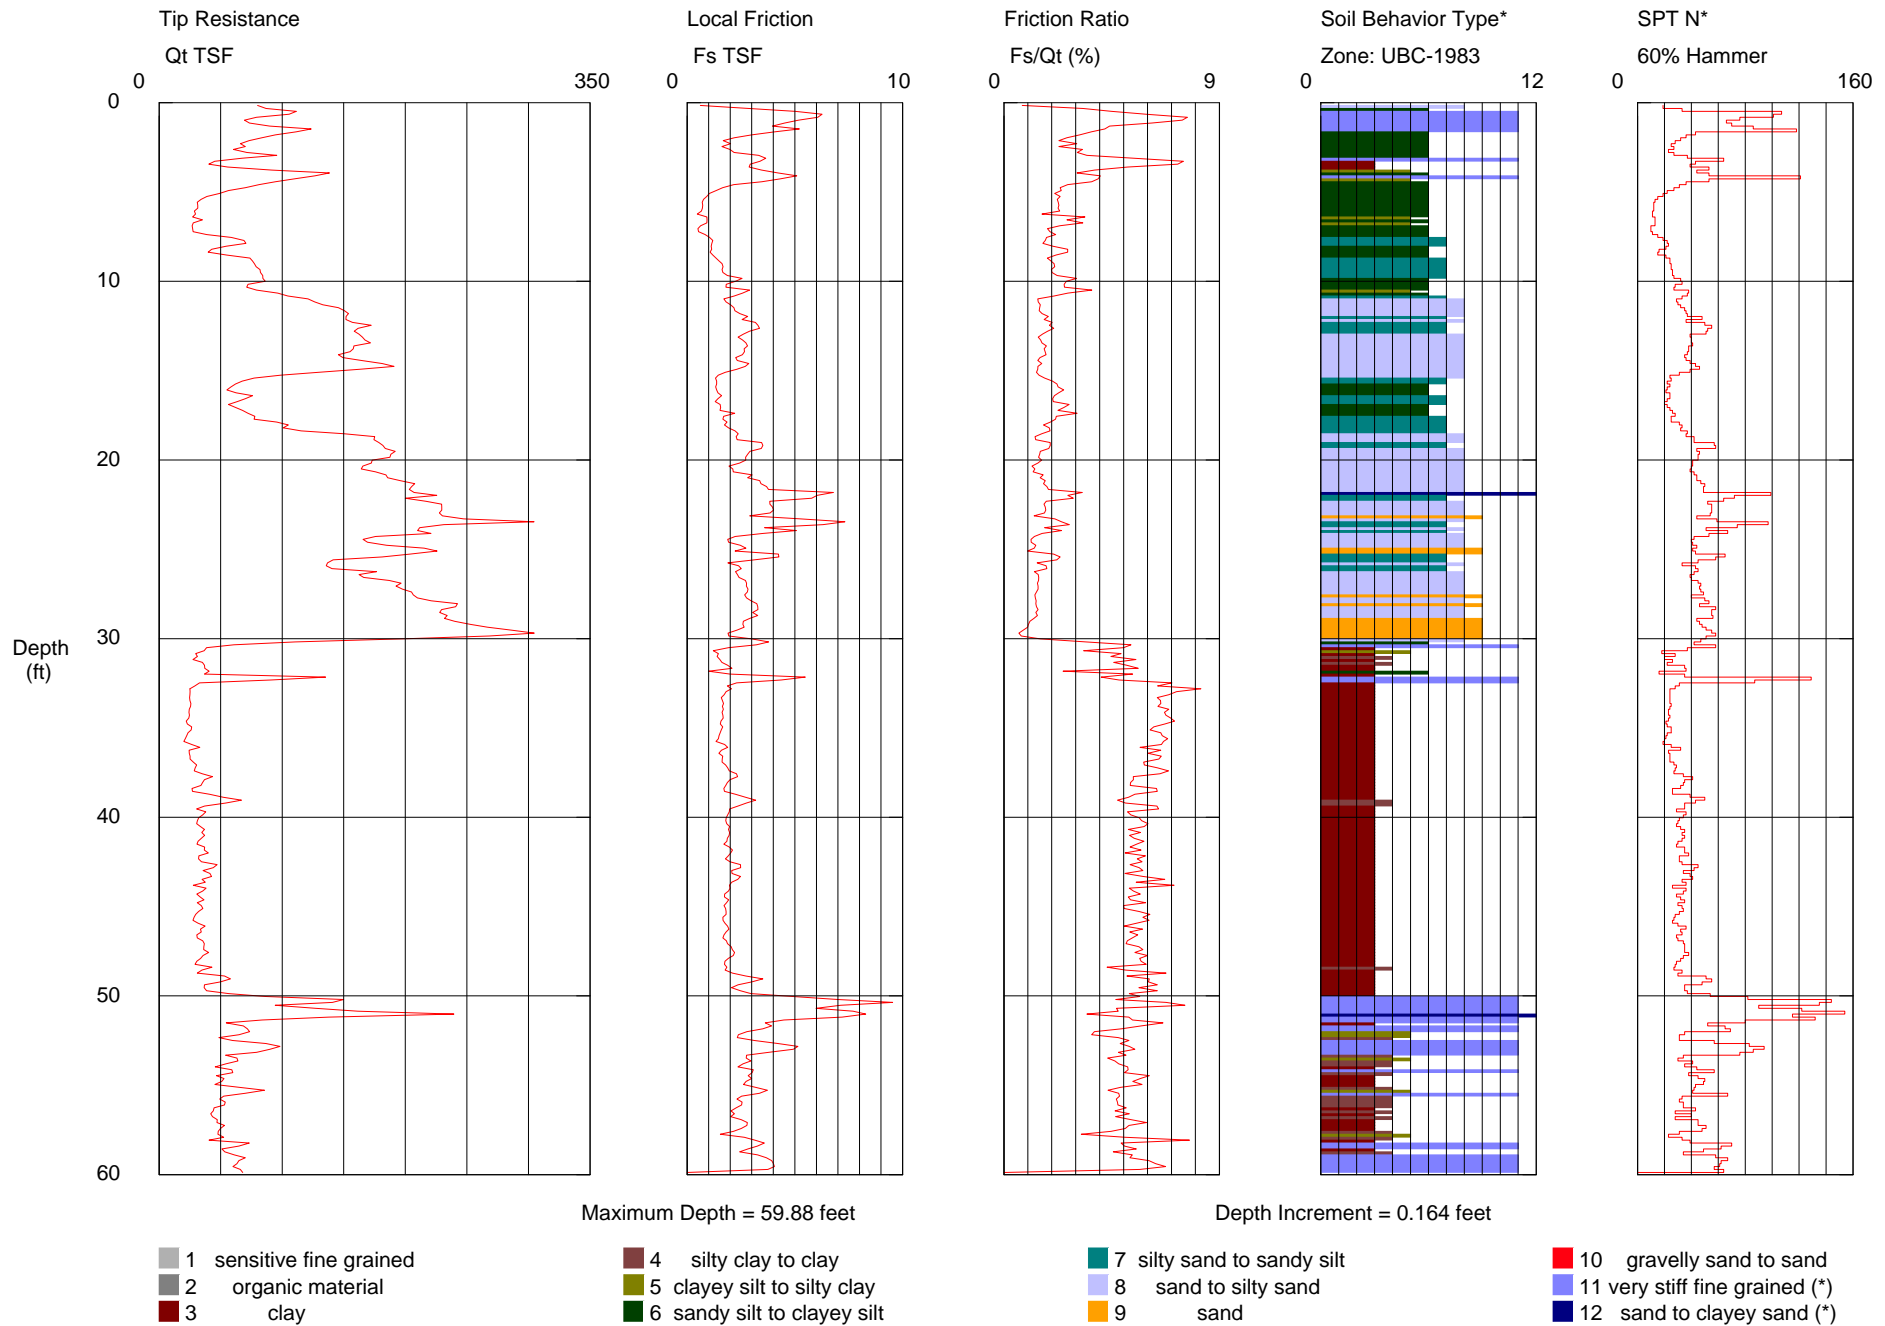 Tip Resistance Local Friction Friction Ratio Soil Behavior Type* SPT N*
Qt TSF Fs TSF Fs/Qt (%) Zone: UBC-1983 60% Hammer
0 350 0 10 0 9 0 12 0 160
0
10
20
30
Depth
(ft)
40
50
60
Maximum Depth = 59.88 feet Depth Increment = 0.164 feet
1 sensitive fine grained 4 silty clay to clay 7 silty sand to sandy silt 10 gravelly sand to sand
2 organic material 5 clayey silt to silty clay 8 sand to silty sand 11 very stiff fine grained (*)
3 clay 6 sandy silt to clayey silt 9 sand 12 sand to clayey sand (*)